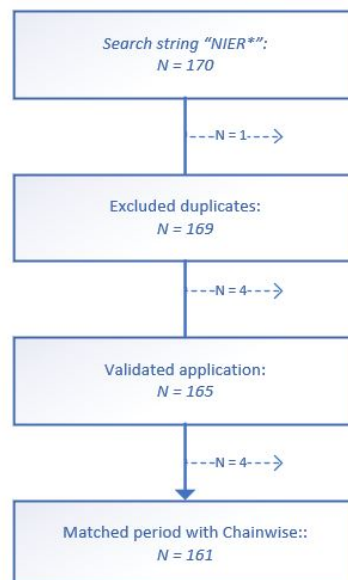 Search string “NIER*”:
N = 170
N = 1
Excluded duplicates:
N = 169
N = 4
Validated application:
N = 165
N = 4
Matched period with Chainwise::
N = 161